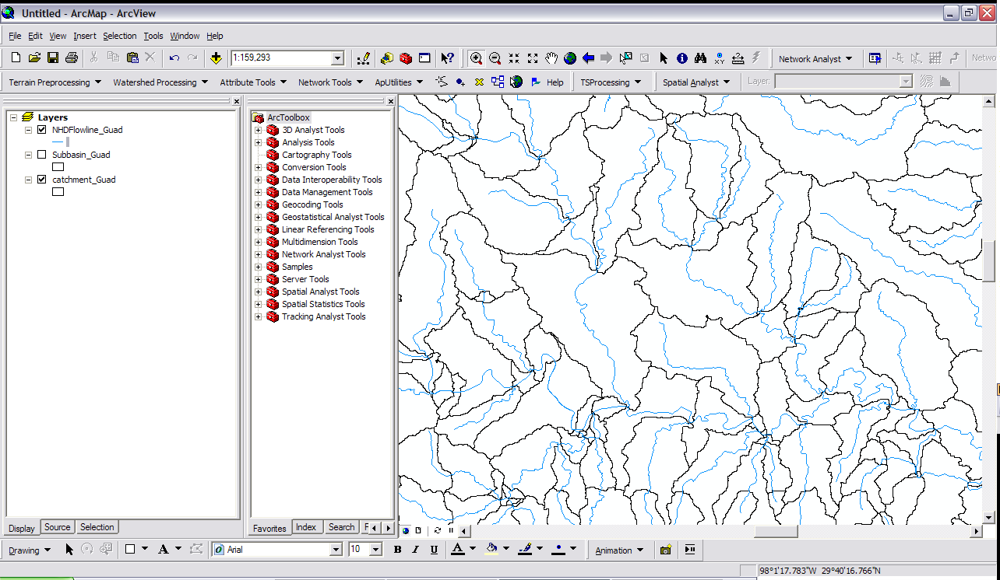 Untitled - ArcMap - ArcView
File Edit View Insert Selection Tools Window Help
1:159,293
Network Analyst
Netwo
Terrain Preprocessing Watershed Processing Attribute Tools Network Tools ApUtilities Help TSProcessing Spatial Analyst Layer:
Layers
NHDFlowline_Guad
Subbasin_Guad
catchment_Guad
Display Source Selection
ArcToolbox
3D Analyst Tools
Analysis Tools
Cartography Tools
Conversion Tools
Data Interoperability Tools
Data Management Tools
Geocoding Tools
Geostatistical Analyst Tools
Linear Referencing Tools
Multidimension Tools
Network Analyst Tools
Samples
Server Tools
Spatial Analyst Tools
Spatial Statistics Tools
Tracking Analyst Tools
Favorites Index Search
Drawing A Arial 10 B I U A Animation
98°1'17.783"W 29°40'16.766"N